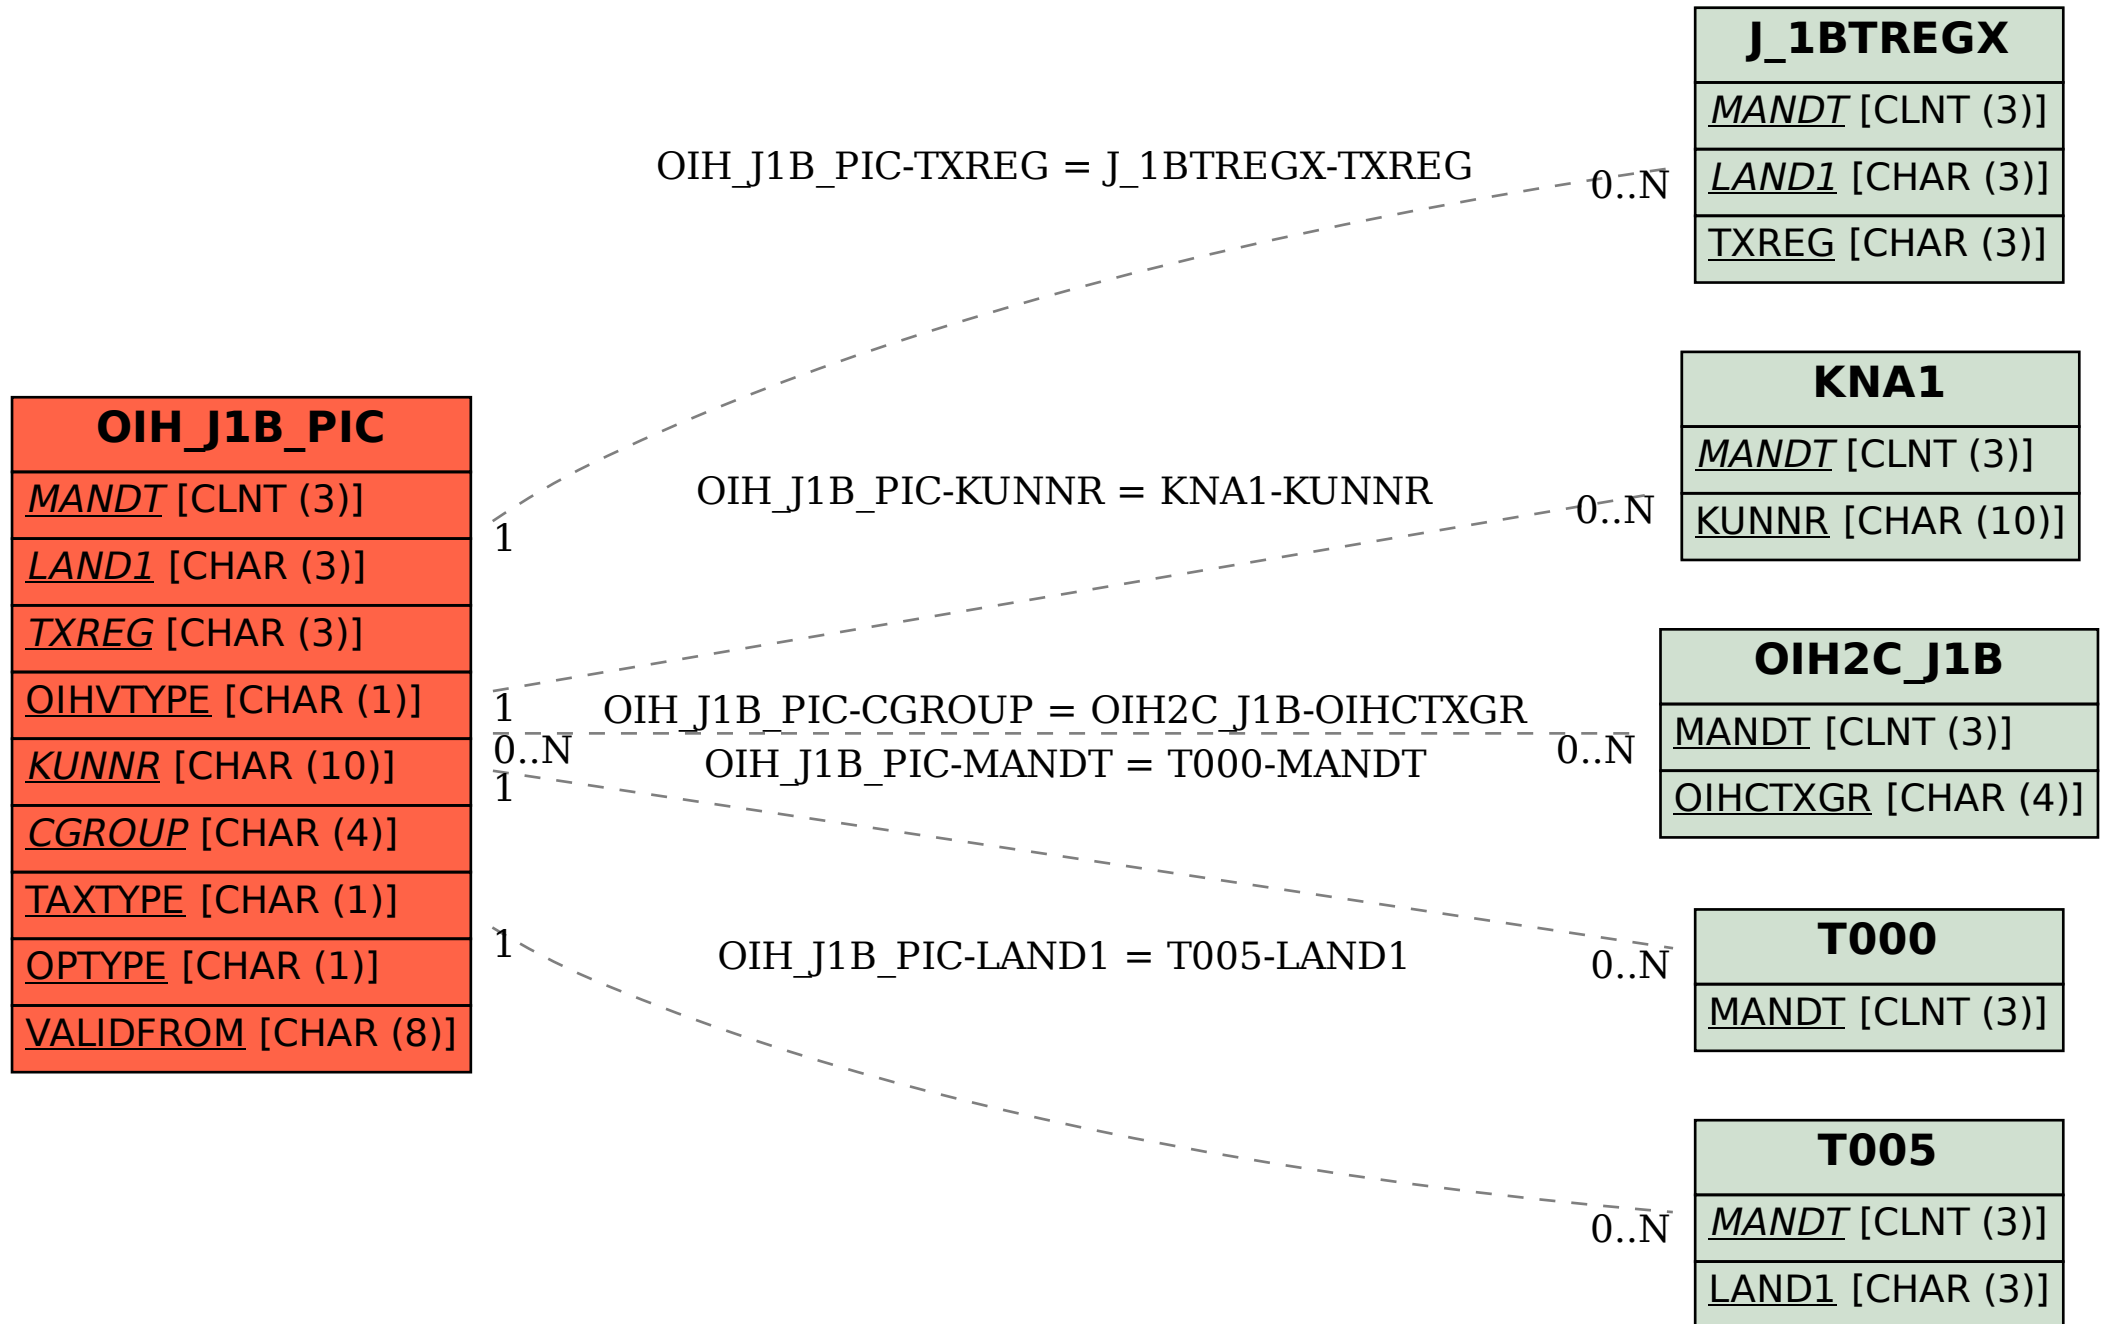 J_1BTREGX
MANDT [CLNT (3)]
LAND1 [CHAR (3)]
TXREG [CHAR (3)]
OIH_J1B_PIC-TXREG = J_1BTREGX-TXREG
0..N
1
KNA1
MANDT [CLNT (3)]
KUNNR [CHAR (10)]
OIH_J1B_PIC-KUNNR = KNA1-KUNNR
0..N
1
OIH_J1B_PIC
MANDT [CLNT (3)]
LAND1 [CHAR (3)]
TXREG [CHAR (3)]
OIHVTYPE [CHAR (1)]
KUNNR [CHAR (10)]
CGROUP [CHAR (4)]
TAXTYPE [CHAR (1)]
OPTYPE [CHAR (1)]
VALIDFROM [CHAR (8)]
OIH_J1B_PIC-CGROUP = OIH2C_J1B-OIHCTXGR
0..N
0..N
OIH2C_J1B
MANDT [CLNT (3)]
OIHCTXGR [CHAR (4)]
OIH_J1B_PIC-MANDT = T000-MANDT
1
0..N
T000
MANDT [CLNT (3)]
OIH_J1B_PIC-LAND1 = T005-LAND1
1
0..N
T005
MANDT [CLNT (3)]
LAND1 [CHAR (3)]